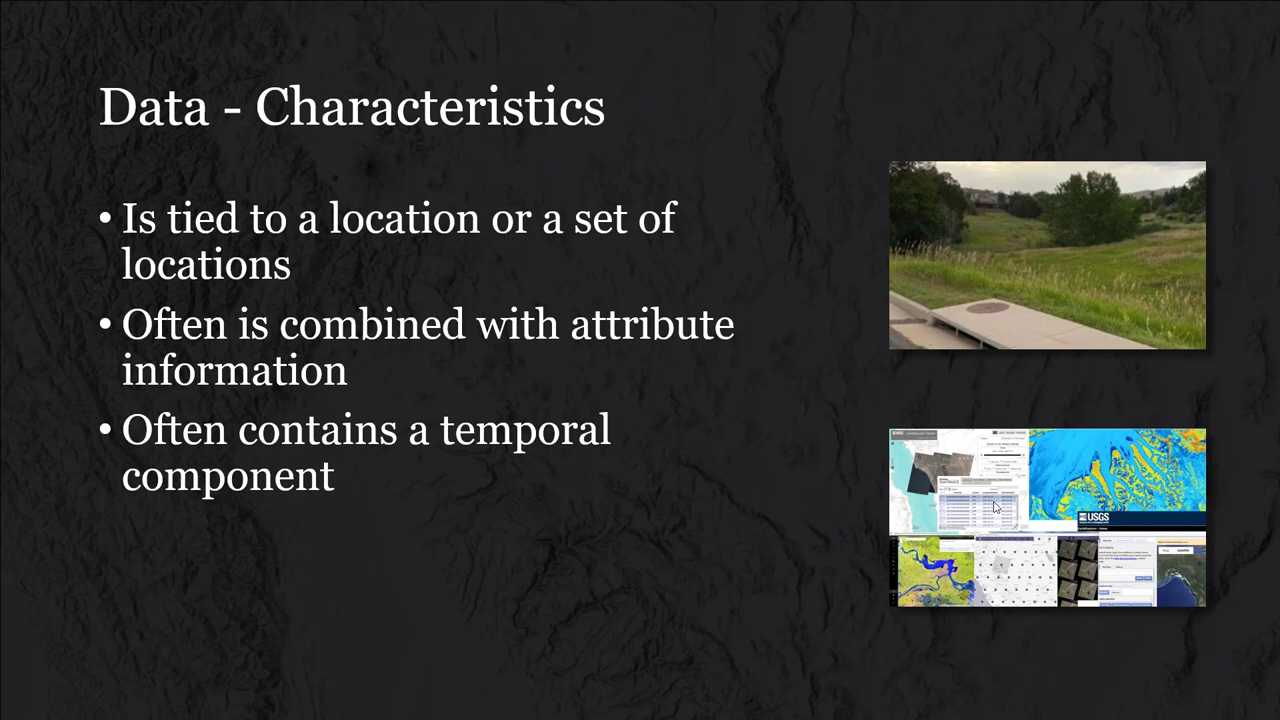 Data - Characteristics
• Is tied to a location or a set of
locations
• Often is combined with attribute
information
• Often contains a temporal
component
USGS